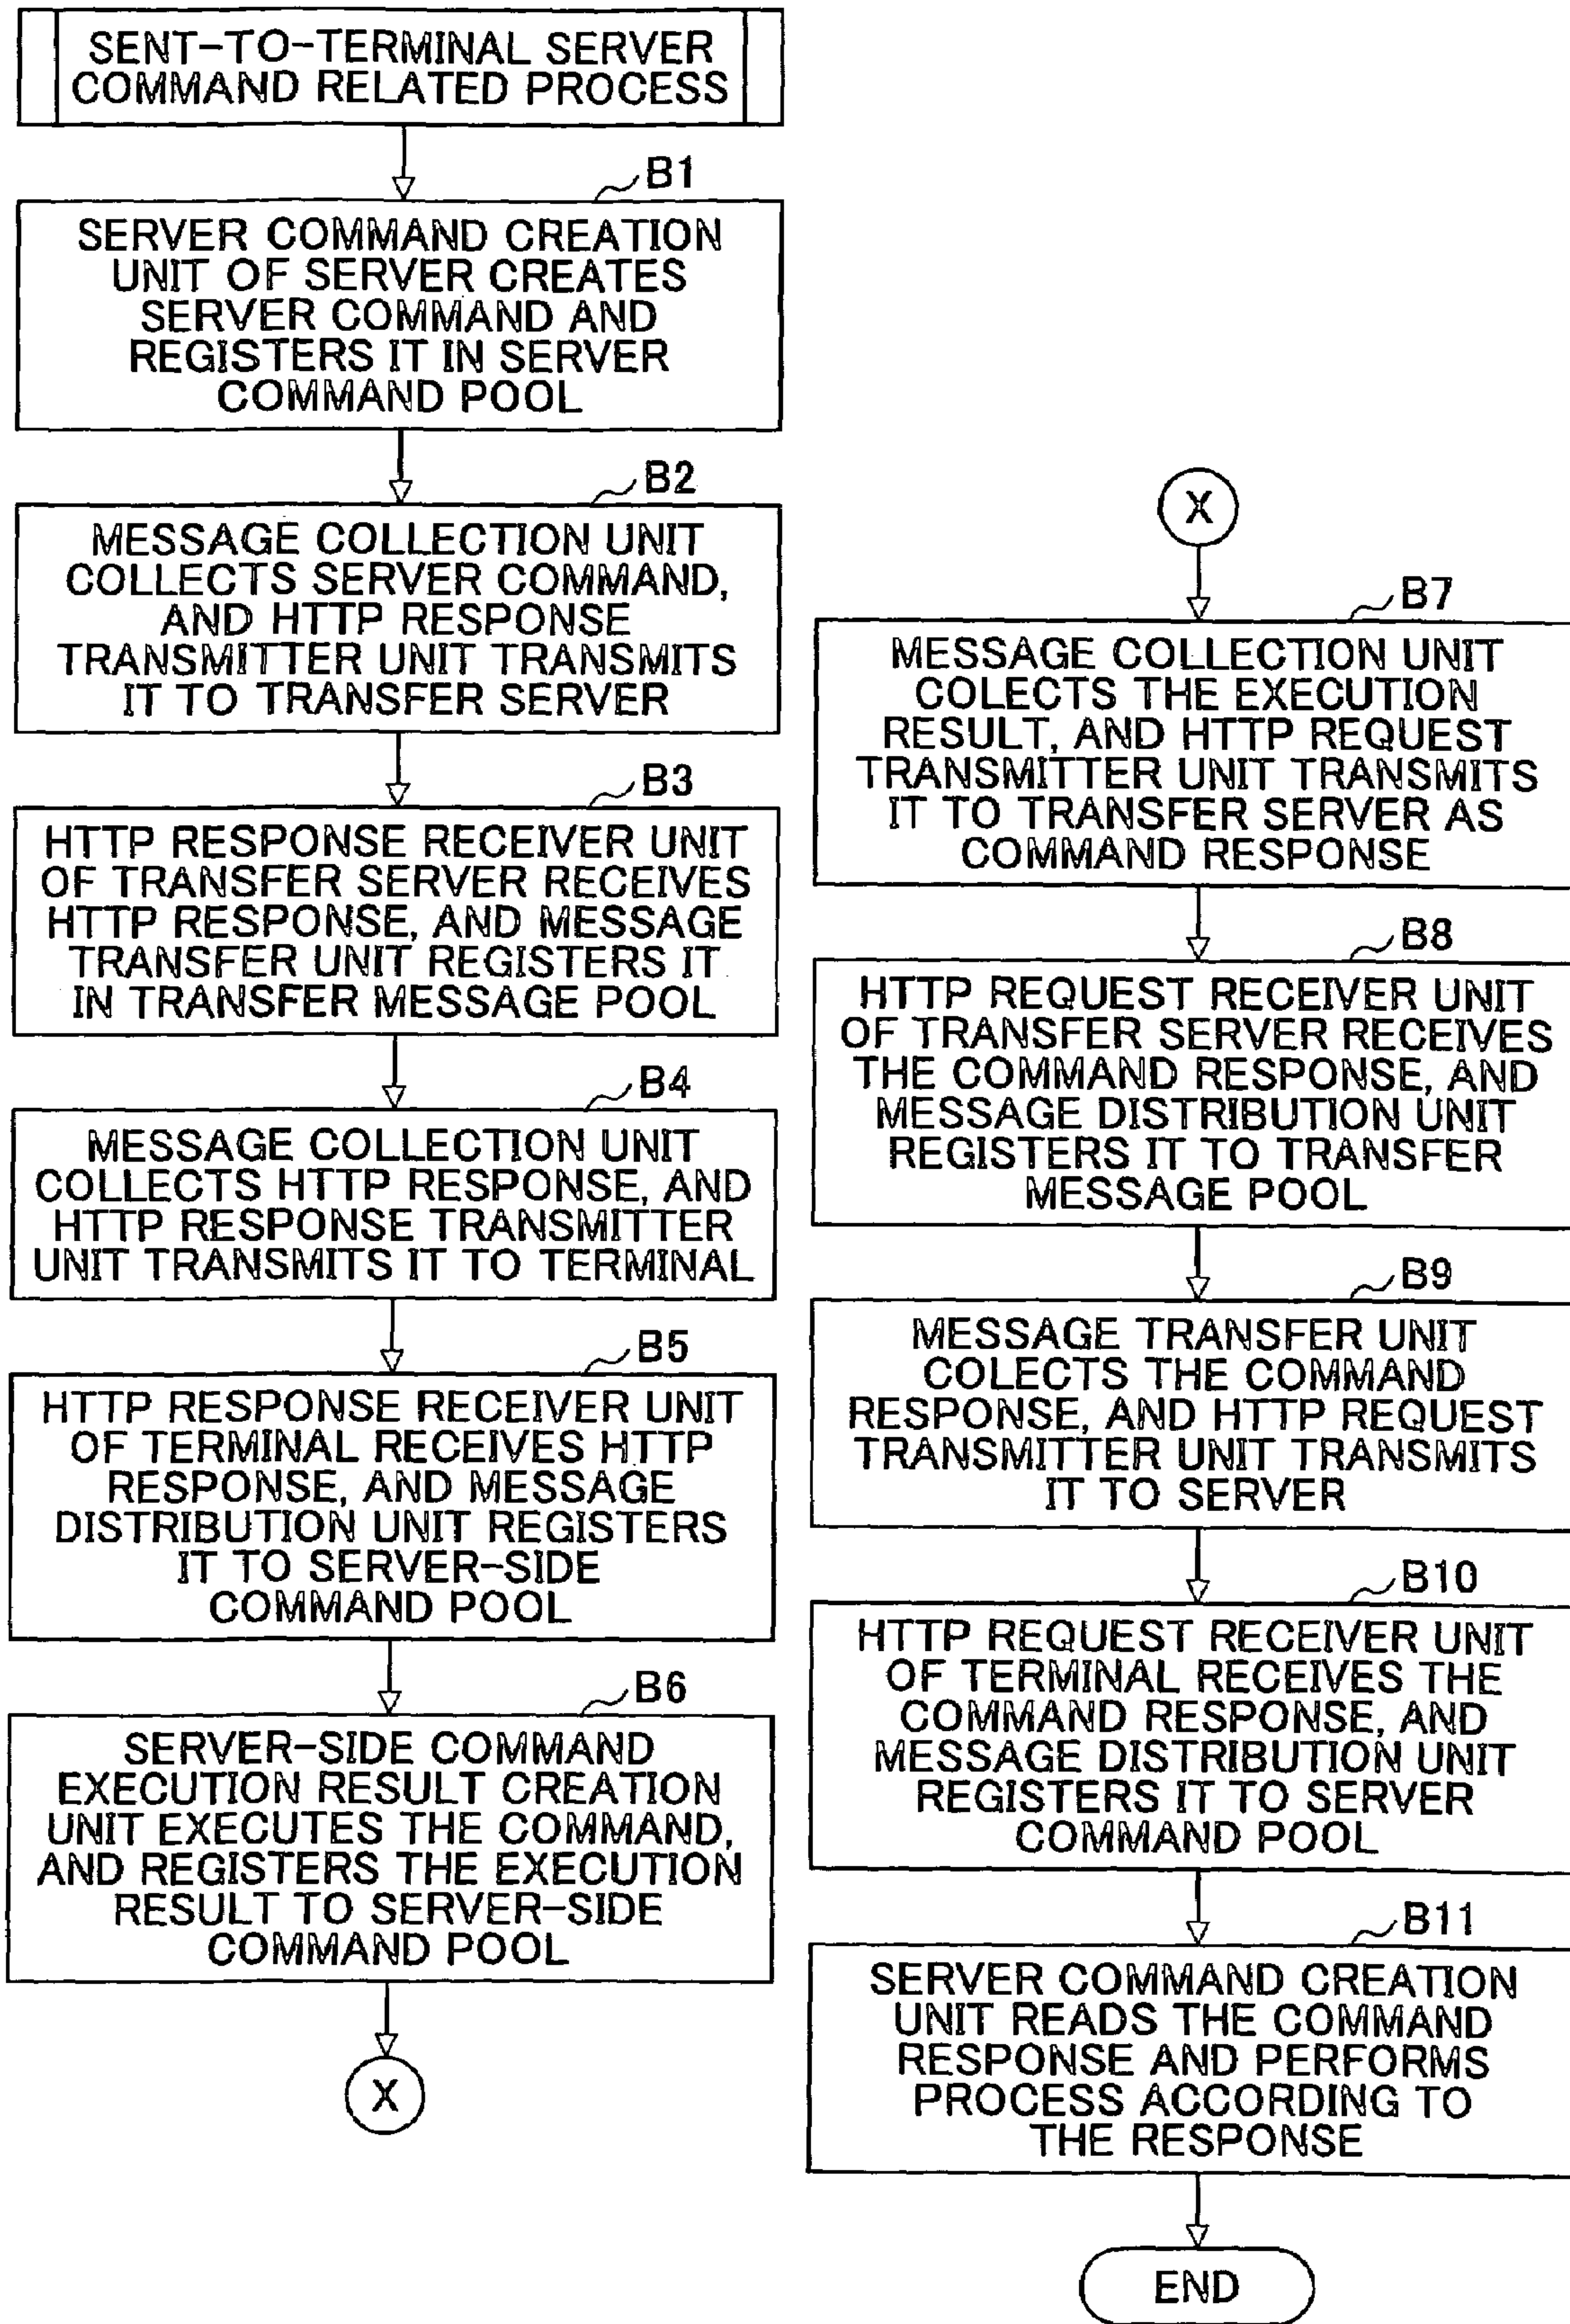 SENT-TO-TERMINAL SERVER
COMMAND RELATED PROCESS
B1
SERVER COMMAND CREATION
UNIT OF SERVER CREATES
SERVER COMMAND AND
REGISTERS IT IN SERVER
COMMAND POOL
B2
MESSAGE COLLECTION UNIT
COLLECTS SERVER COMMAND,
AND HTTP RESPONSE
TRANSMITTER UNIT TRANSMITS
IT TO TRANSFER SERVER
B3
HTTP RESPONSE RECEIVER UNIT
OF TRANSFER SERVER RECEIVES
HTTP RESPONSE, AND MESSAGE
TRANSFER UNIT REGISTERS IT
IN TRANSFER MESSAGE POOL
B4
MESSAGE COLLECTION UNIT
COLLECTS HTTP RESPONSE, AND
HTTP RESPONSE TRANSMITTER
UNIT TRANSMITS IT TO TERMINAL
B5
HTTP RESPONSE RECEIVER UNIT
OF TERMINAL RECEIVES HTTP
RESPONSE, AND MESSAGE
DISTRIBUTION UNIT REGISTERS
IT TO SERVER-SIDE
COMMAND POOL
B6
SERVER-SIDE COMMAND
EXECUTION RESULT CREATION
UNIT EXECUTES THE COMMAND,
AND REGISTERS THE EXECUTION
RESULT TO SERVER-SIDE
COMMAND POOL
X
X
B7
MESSAGE COLLECTION UNIT
COLECTS THE EXECUTION
RESULT, AND HTTP REQUEST
TRANSMITTER UNIT TRANSMITS
IT TO TRANSFER SERVER AS
COMMAND RESPONSE
B8
HTTP REQUEST RECEIVER UNIT
OF TRANSFER SERVER RECEIVES
THE COMMAND RESPONSE, AND
MESSAGE DISTRIBUTION UNIT
REGISTERS IT TO TRANSFER
MESSAGE POOL
B9
MESSAGE TRANSFER UNIT
COLECTS THE COMMAND
RESPONSE, AND HTTP REQUEST
TRANSMITTER UNIT TRANSMITS
IT TO SERVER
B10
HTTP REQUEST RECEIVER UNIT
OF TERMINAL RECEIVES THE
COMMAND RESPONSE, AND
MESSAGE DISTRIBUTION UNIT
REGISTERS IT TO SERVER
COMMAND POOL
B11
SERVER COMMAND CREATION
UNIT READS THE COMMAND
RESPONSE AND PERFORMS
PROCESS ACCORDING TO
THE RESPONSE
END